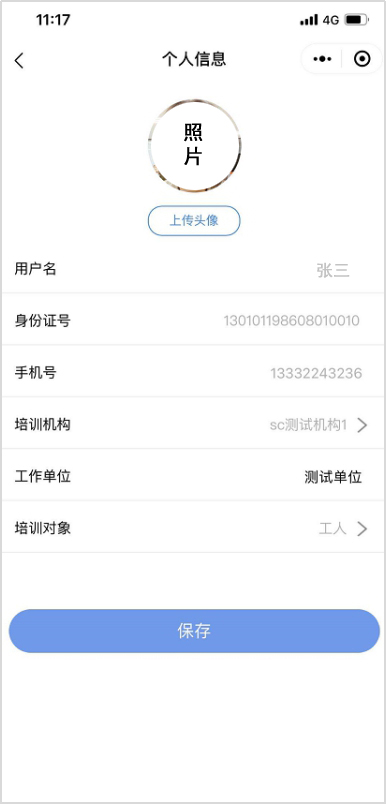 11:17
4G
个人信息
照
片
上传头像
用户名
张三
身份证号
130101198608010010
手机号
13332243236
培训机构
sc测试机构1
工作单位
测试单位
培训对象
工人
保存